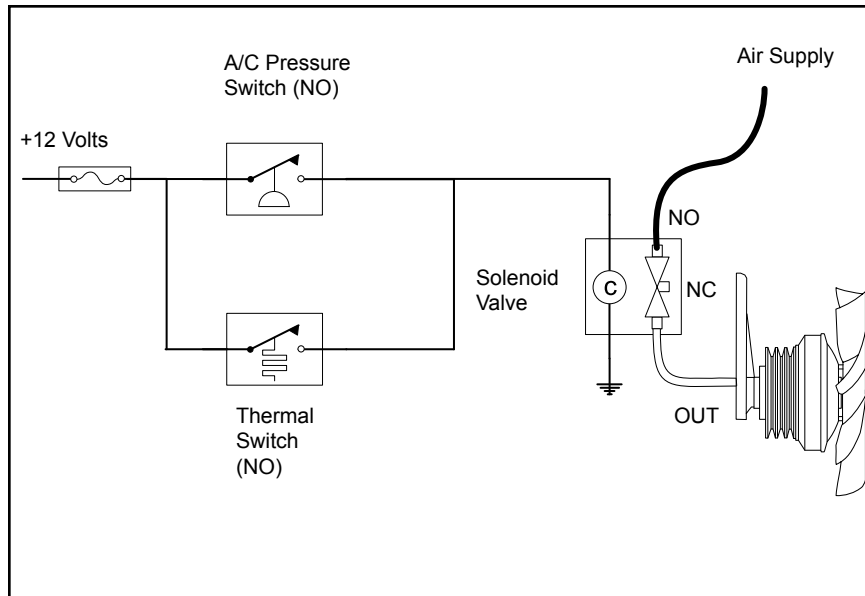 A/C Pressure
Switch (NO)
Air Supply
+12 Volts
NO
Solenoid
Valve
C
NC
OUT
Thermal
Switch
(NO)